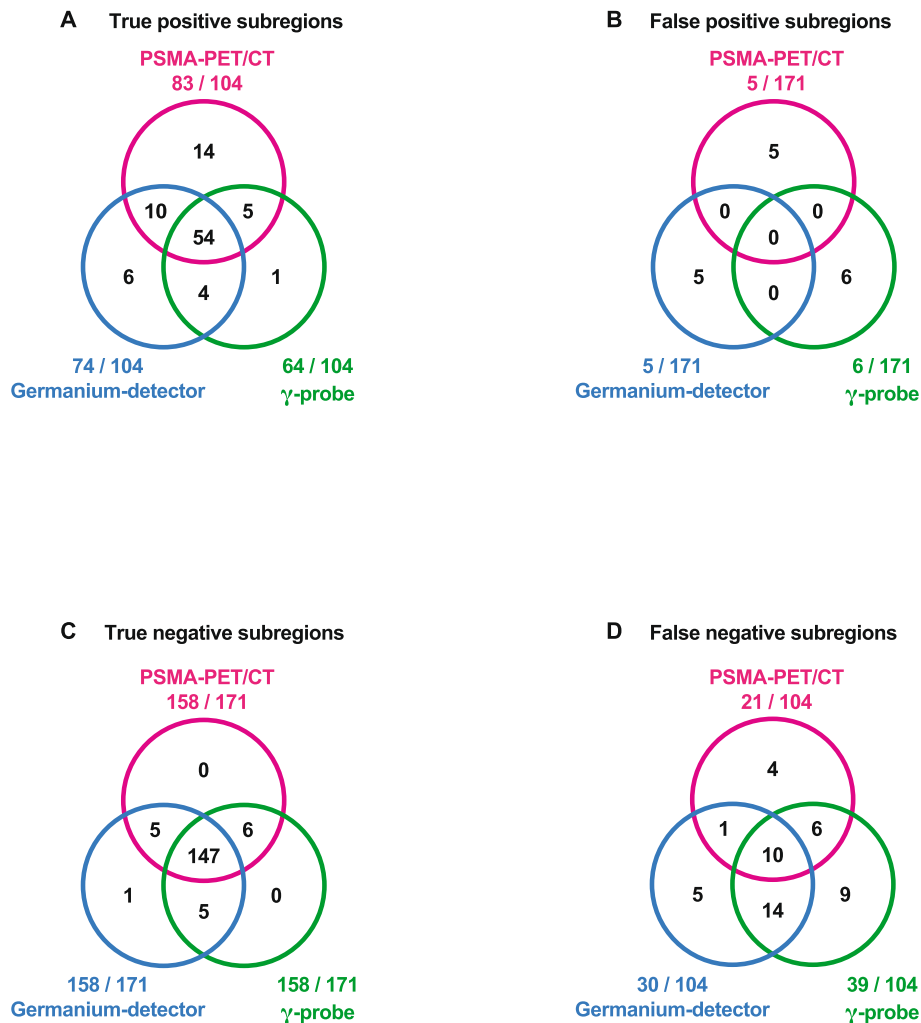 A True positive subregions
PSMA-PET/CT
83 / 104
14
10
5
54
6
1
4
74 / 104
Germanium-detector
64 / 104
γ-probe
B False positive subregions
PSMA-PET/CT
5 / 171
5
0
0
0
5
6
0
5 / 171
Germanium-detector
6 / 171
γ-probe
C True negative subregions
PSMA-PET/CT
158 / 171
0
5
6
147
1
0
5
158 / 171
Germanium-detector
158 / 171
γ-probe
D False negative subregions
PSMA-PET/CT
21 / 104
4
1
6
10
5
9
14
30 / 104
Germanium-detector
39 / 104
γ-probe